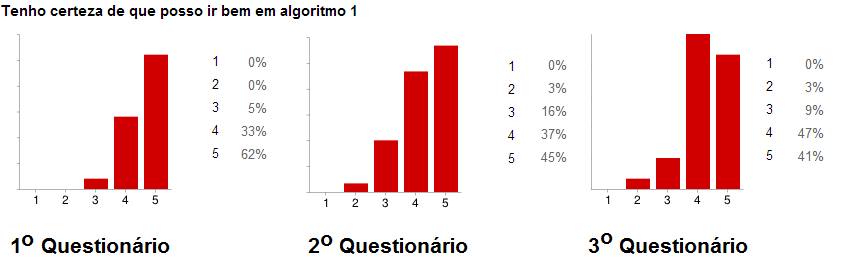 Tenho certeza de que posso ir bem em algoritmo 1
1 0%
2 0%
3 5%
4 33%
5 62%
1 2 3 4 5
1º Questionário
1 0%
2 3%
3 16%
4 37%
5 45%
1 2 3 4 5
2º Questionário
1 0%
2 3%
3 9%
4 47%
5 41%
1 2 3 4 5
3º Questionário